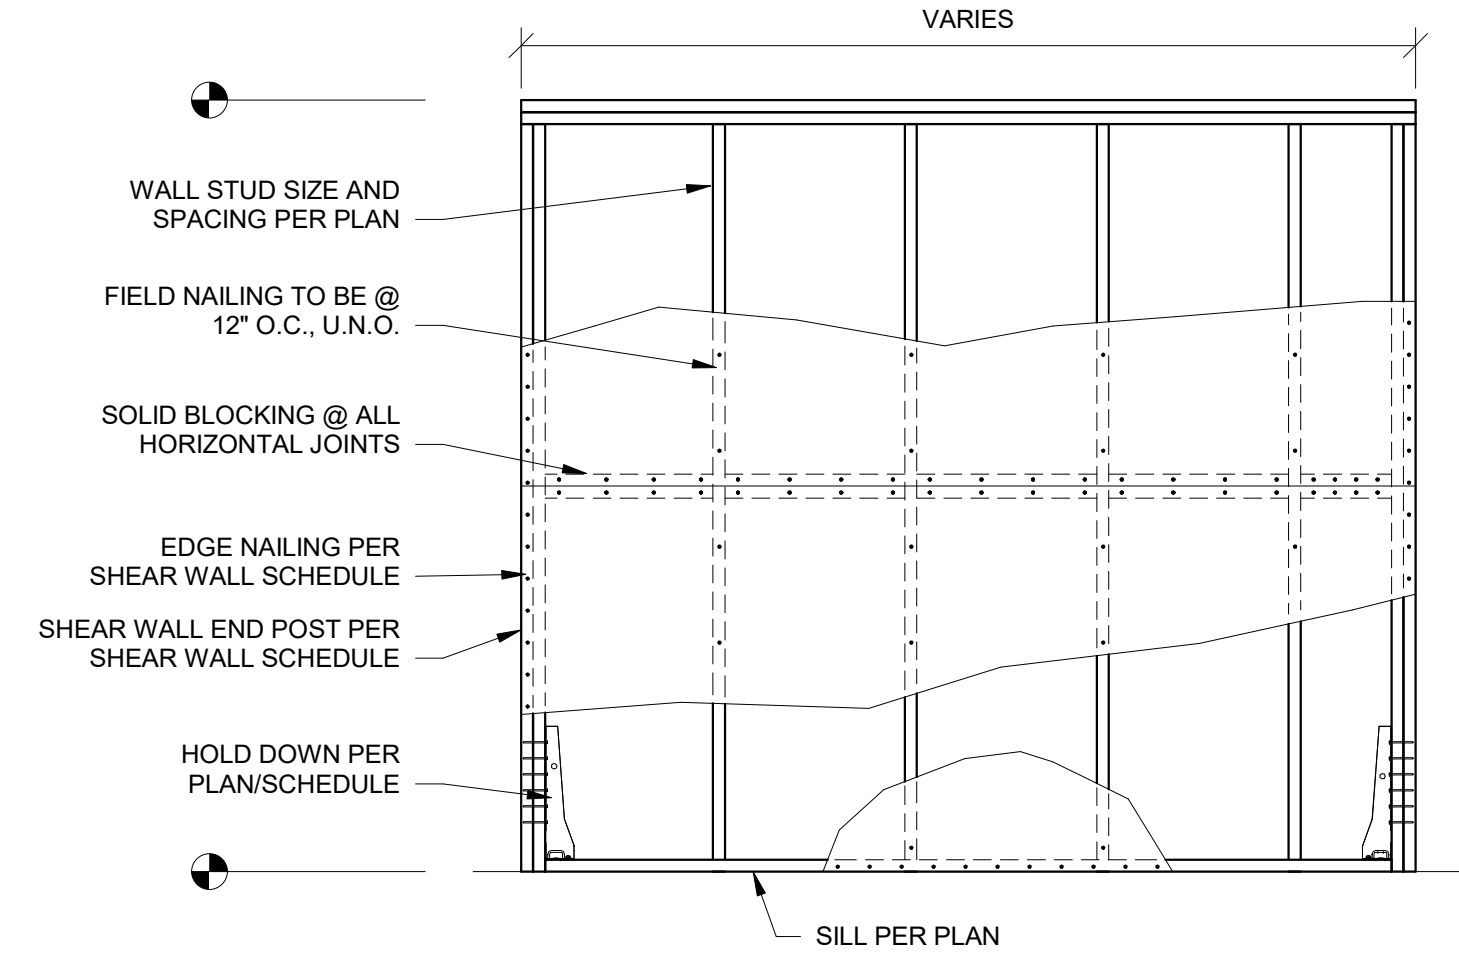 VARIES
WALL STUD SIZE AND
SPACING PER PLAN
FIELD NAILING TO BE @
12" O.C., U.N.O.
SOLID BLOCKING @ ALL
HORIZONTAL JOINTS
EDGE NAILING PER
SHEAR WALL SCHEDULE
SHEAR WALL END POST PER
SHEAR WALL SCHEDULE
HOLD DOWN PER
PLAN/SCHEDULE
SILL PER PLAN